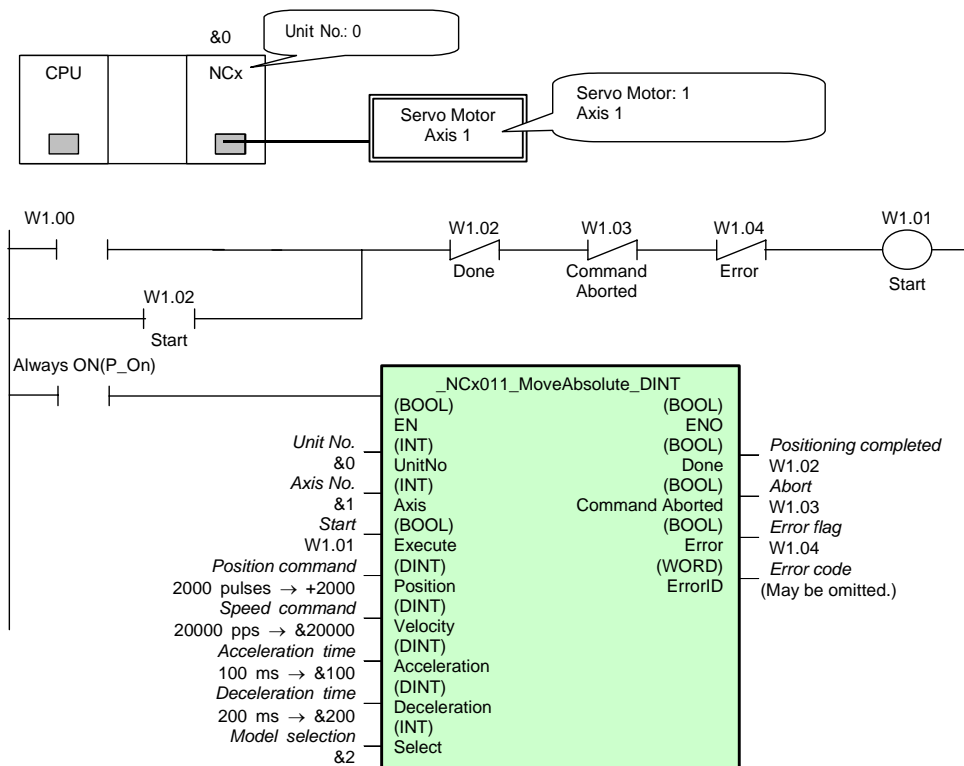 &0
Unit No.: 0
CPU
NCx
Servo Motor: 1
Axis 1
Servo Motor
Axis 1
W1.00
W1.02
W1.03
W1.04
W1.01
Done
Command
Aborted
Error
Start
W1.02
Start
Always ON(P_On)
_NCx011_MoveAbsolute_DINT
(BOOL)
EN
(BOOL)
ENO
Unit No.
&0
(INT)
UnitNo
(BOOL)
Done
Positioning completed
W1.02
Axis No.
&1
(INT)
Axis
(BOOL)
Command Aborted
Abort
W1.03
Start
W1.01
(BOOL)
Execute
(BOOL)
Error
Error flag
W1.04
Position command
2000 pulses → +2000
(DINT)
Position
(WORD)
ErrorID
Error code
(May be omitted.)
Speed command
20000 pps → &20000
(DINT)
Velocity
Acceleration time
100 ms → &100
(DINT)
Acceleration
Deceleration time
200 ms → &200
(DINT)
Deceleration
Model selection
&2
(INT)
Select